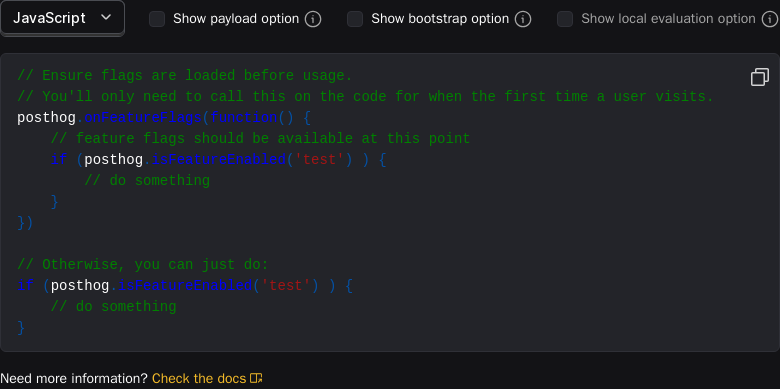 JavaScript Show payload option Show bootstrap option Show local evaluation option
// Ensure flags are loaded before usage.
// You'll only need to call this on the code for when the first time a user visits.
posthog.onFeatureFlags(function() {
    // feature flags should be available at this point
    if (posthog.isFeatureEnabled('test') ) {
        // do something
    }
})
// Otherwise, you can just do:
if (posthog.isFeatureEnabled('test') ) {
    // do something
}
Need more information? Check the docs